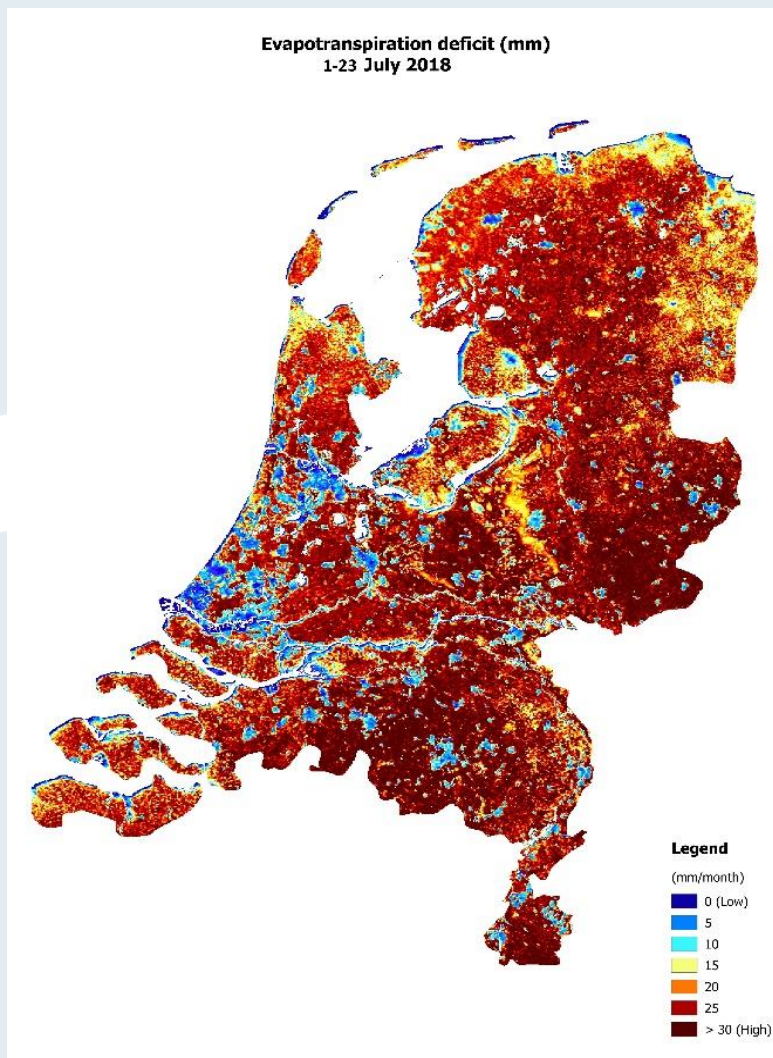 Evapotranspiration deficit (mm)
1-23 July 2018
Legend
(mm/month)
0 (Low)
5
10
15
20
25
> 30 (High)